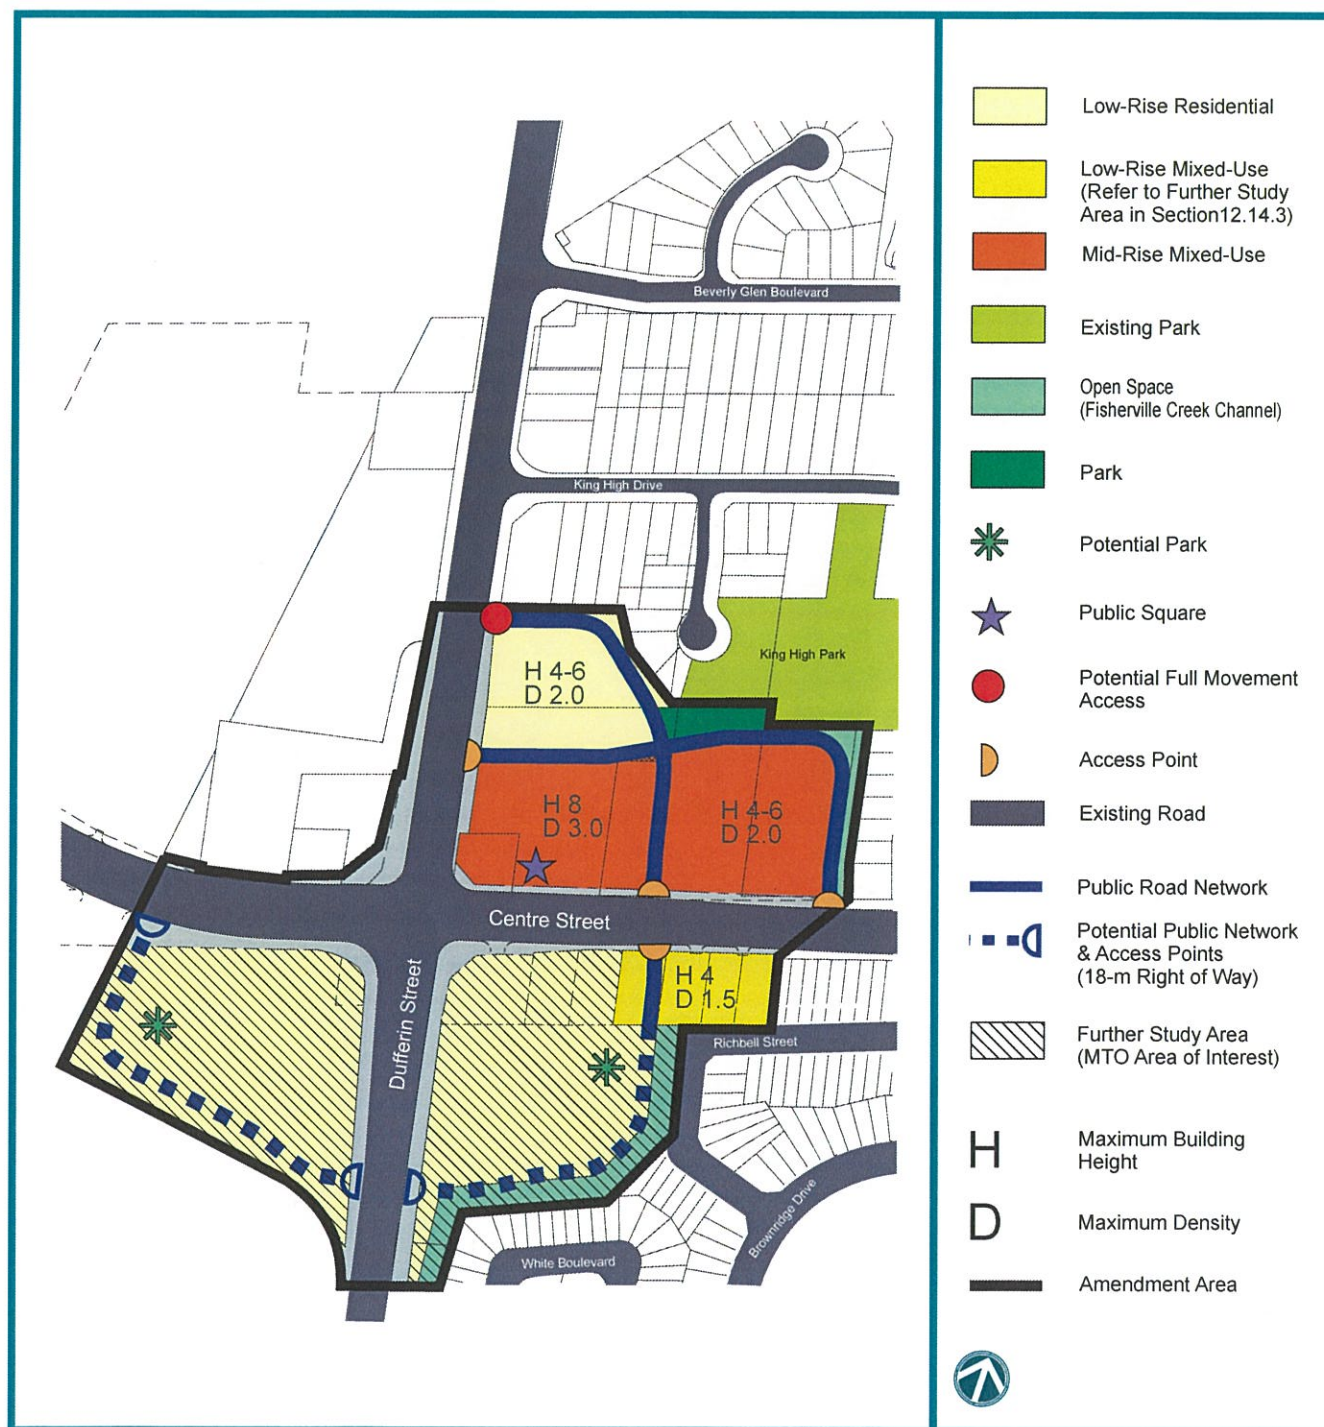 Beverly Glen Boulevard
King High Drive
King High Park
H 4-6
D 2.0
H 8
D 3.0
H 4-6
D 2.0
Centre Street
Dufferin Street
H 4
D 1.5
Richbell Street
Brownridge Drive
White Boulevard
Low-Rise Residential
Low-Rise Mixed-Use
(Refer to Further Study
Area in Section12.14.3)
Mid-Rise Mixed-Use
Existing Park
Open Space
(Fisherville Creek Channel)
Park
Potential Park
Public Square
Potential Full Movement
Access
Access Point
Existing Road
Public Road Network
Potential Public Network
& Access Points
(18-m Right of Way)
Further Study Area
(MTO Area of Interest)
H
Maximum Building
Height
D
Maximum Density
Amendment Area